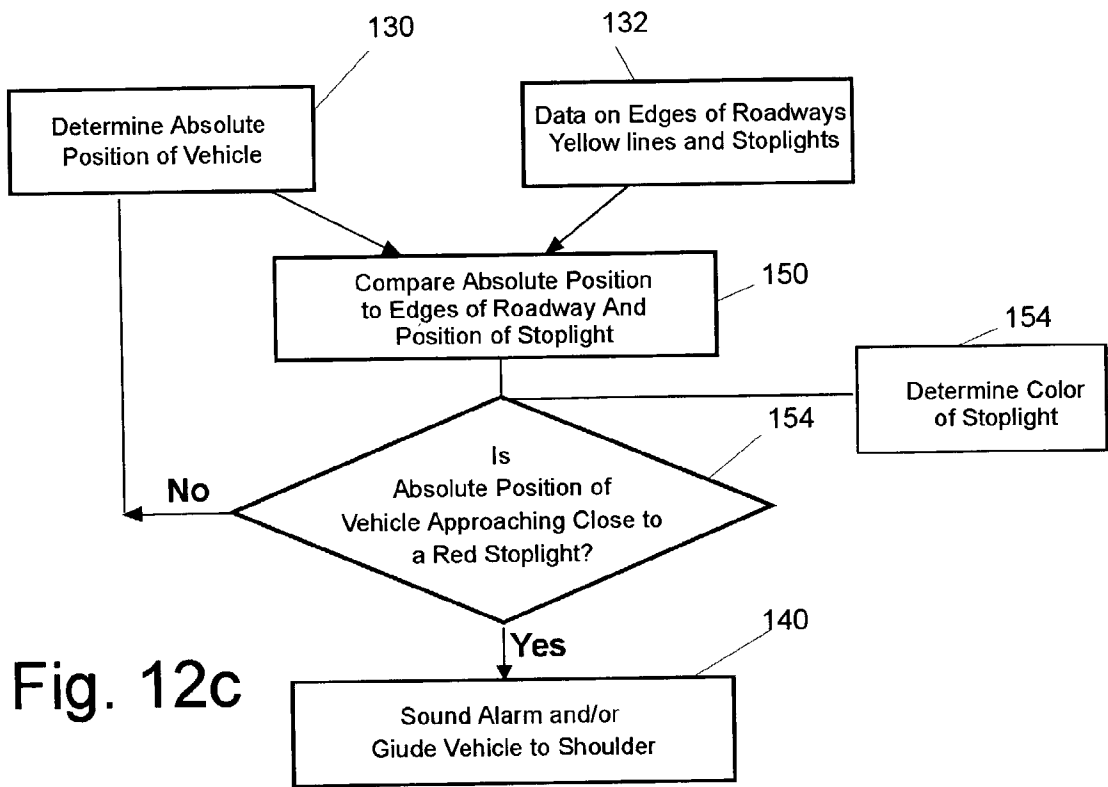 130
132
Determine Absolute
Position of Vehicle
Data on Edges of Roadways
Yellow lines and Stoplights
Compare Absolute Position
to Edges of Roadway And
Position of Stoplight
150
154
Determine Color
of Stoplight
154
Is
Absolute Position of
Vehicle Approaching Close to
a Red Stoplight?
No
Yes
140
Sound Alarm and/or
Giude Vehicle to Shoulder
Fig. 12c